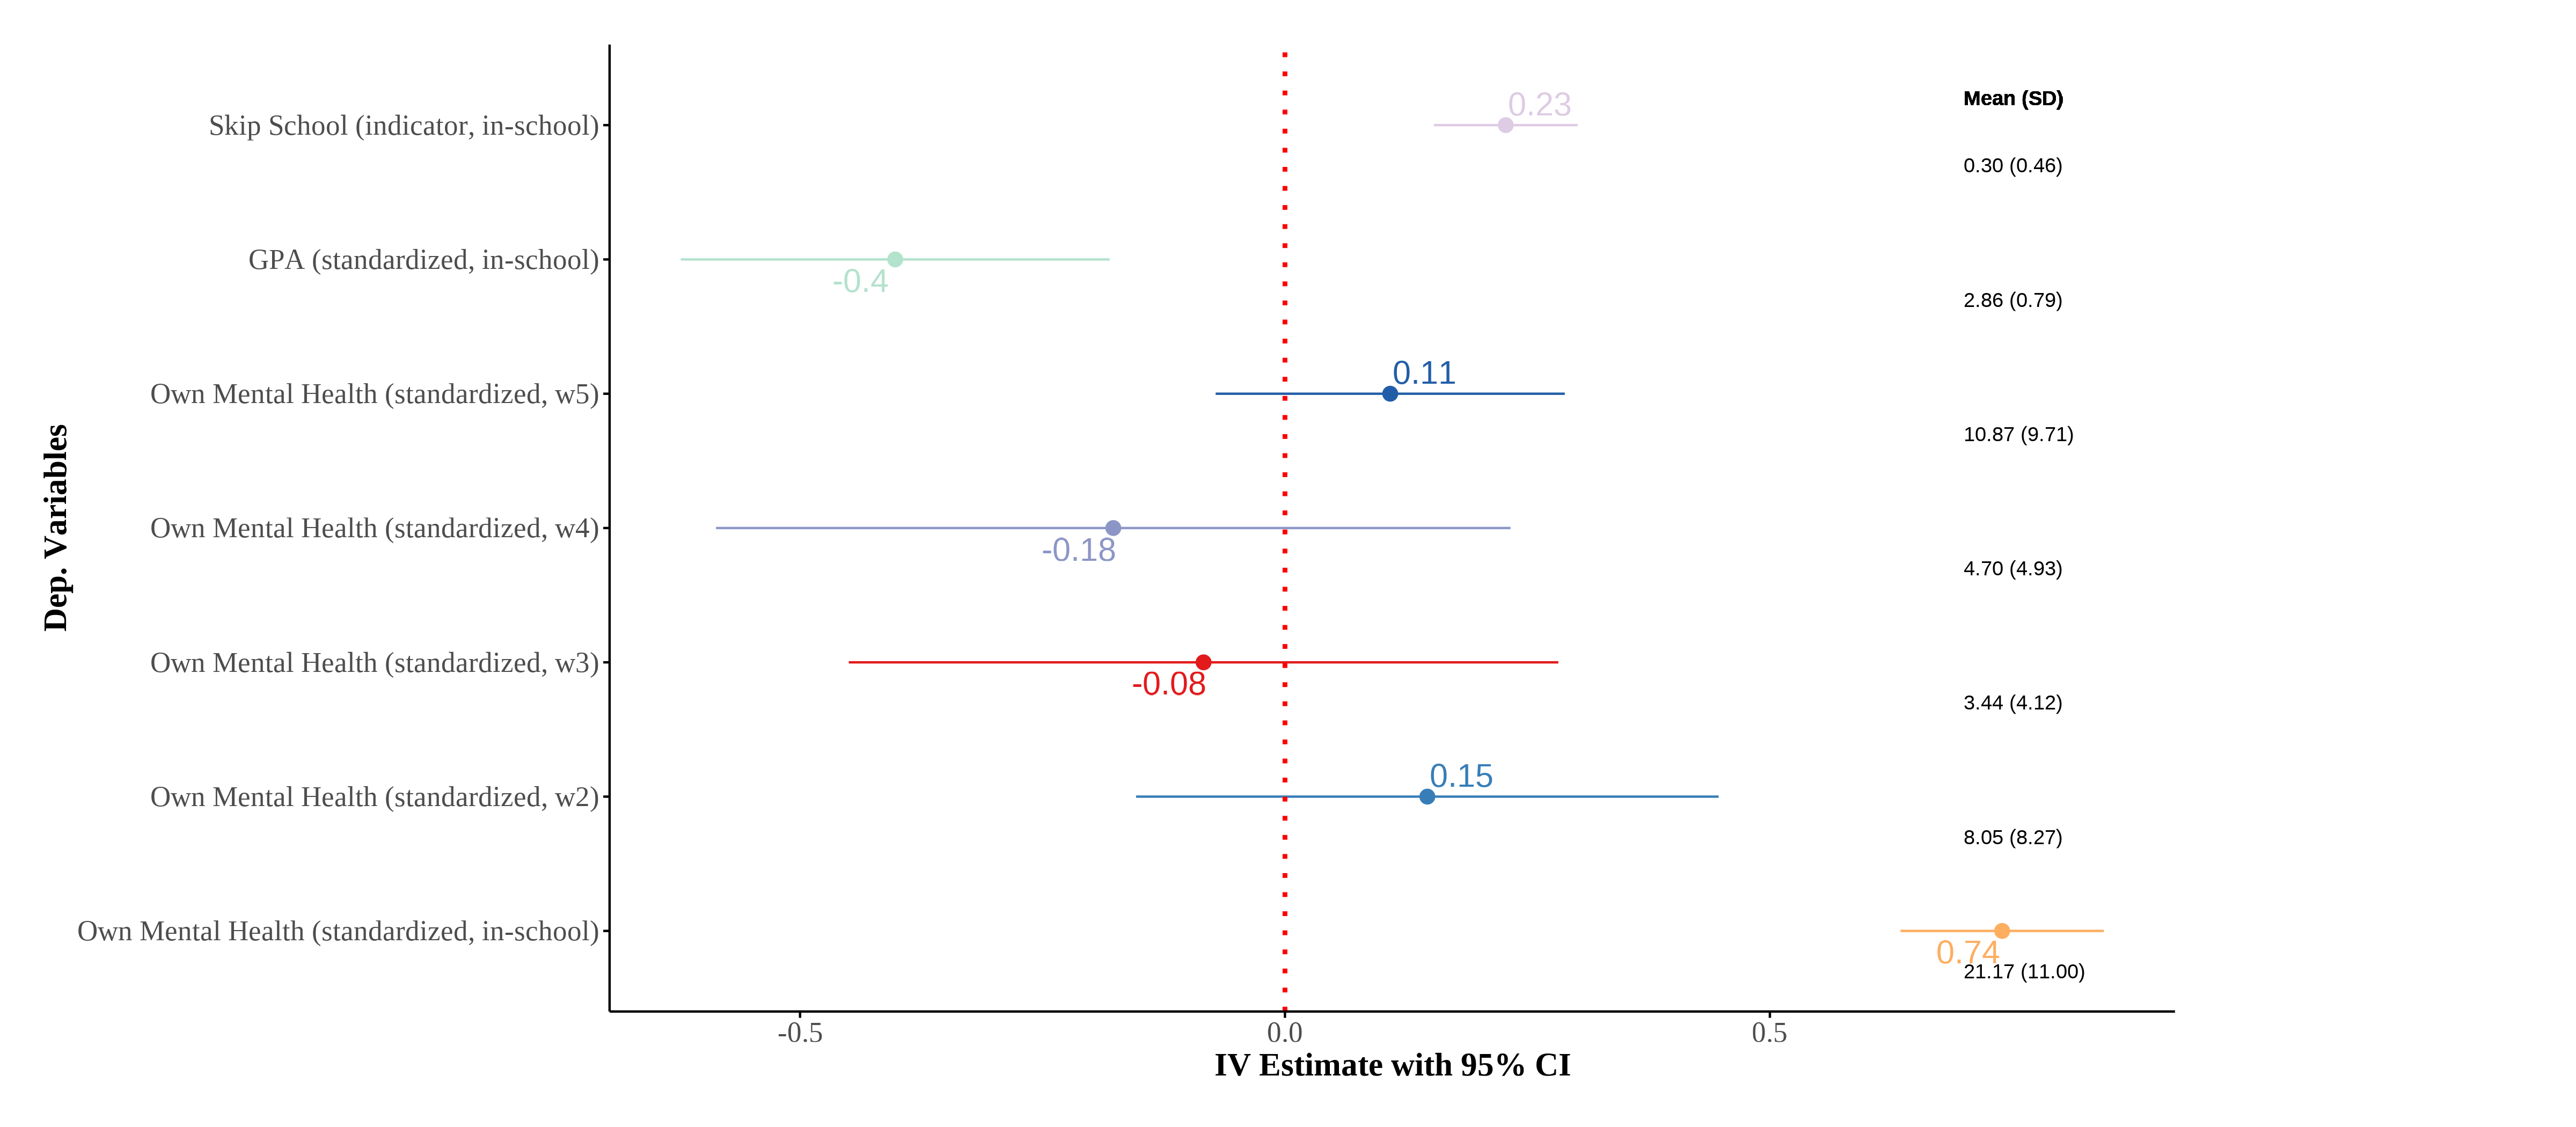 Mean (SD)
Skip School (indicator, in-school)
0.23
0.30 (0.46)
GPA (standardized, in-school)
-0.4
2.86 (0.79)
Own Mental Health (standardized, w5)
0.11
10.87 (9.71)
Own Mental Health (standardized, w4)
-0.18
4.70 (4.93)
Own Mental Health (standardized, w3)
-0.08
3.44 (4.12)
Own Mental Health (standardized, w2)
0.15
8.05 (8.27)
Own Mental Health (standardized, in-school)
0.74
21.17 (11.00)
Dep. Variables
-0.5 0.0 0.5
IV Estimate with 95% CI